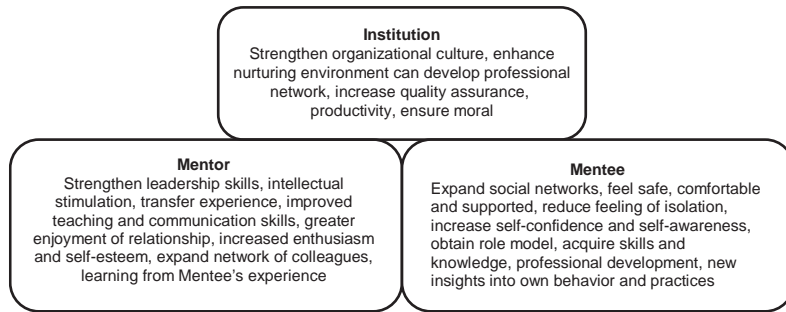 Institution
Strengthen organizational culture, enhance
nurturing environment can develop professional
network, increase quality assurance,
productivity, ensure moral
Mentor
Strengthen leadership skills, intellectual
stimulation, transfer experience, improved
teaching and communication skills, greater
enjoyment of relationship, increased enthusiasm
and self-esteem, expand network of colleagues,
learning from Mentee's experience
Mentee
Expand social networks, feel safe, comfortable
and supported, reduce feeling of isolation,
increase self-confidence and self-awareness,
obtain role model, acquire skills and
knowledge, professional development, new
insights into own behavior and practices